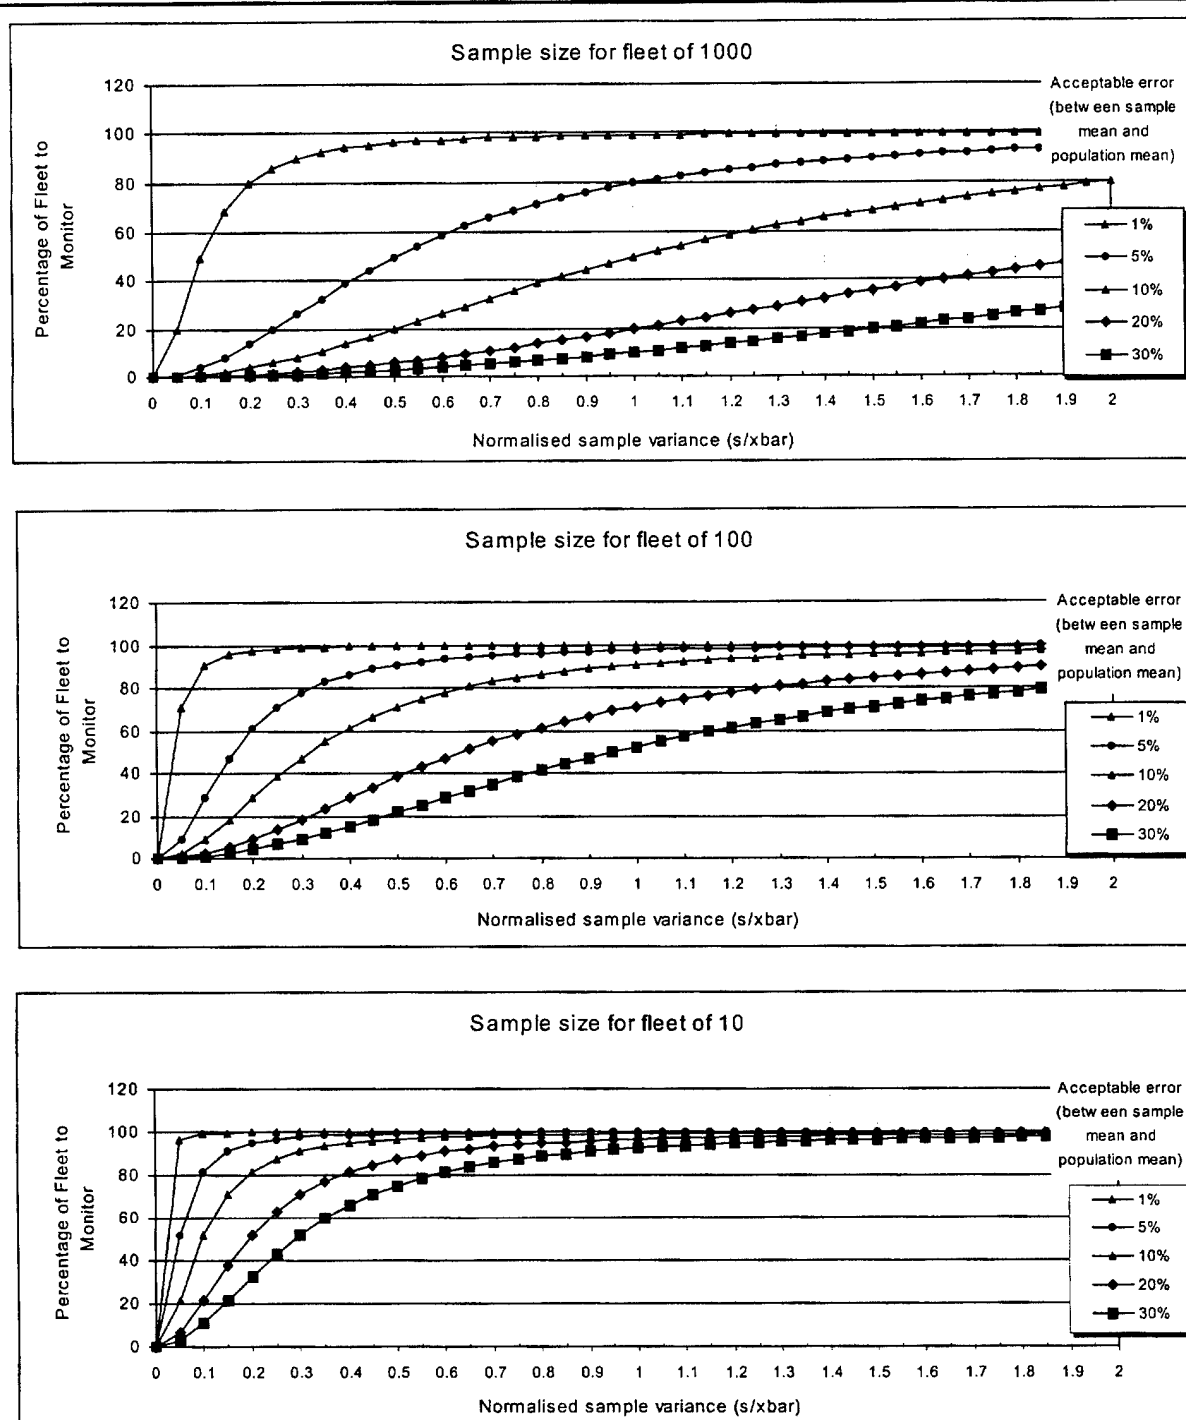 Sample size for fleet of 1000
120
100
80
60
40
20
0
Percentage of Fleet to
Monitor
0 0.1 0.2 0.3 0.4 0.5 0.6 0.7 0.8 0.9 1 1.1 1.2 1.3 1.4 1.5 1.6 1.7 1.8 1.9 2
Normalised sample variance (s/xbar)
Acceptable error
(betw een sample
mean and
population mean)
1%
5%
10%
20%
30%
Sample size for fleet of 100
120
100
80
60
40
20
0
Percentage of Fleet to
Monitor
0 0.1 0.2 0.3 0.4 0.5 0.6 0.7 0.8 0.9 1 1.1 1.2 1.3 1.4 1.5 1.6 1.7 1.8 1.9 2
Normalised sample variance (s/xbar)
Acceptable error
(betw een sample
mean and
population mean)
1%
5%
10%
20%
30%
Sample size for fleet of 10
120
100
80
60
40
20
0
Percentage of Fleet to
Monitor
0 0.1 0.2 0.3 0.4 0.5 0.6 0.7 0.8 0.9 1 1.1 1.2 1.3 1.4 1.5 1.6 1.7 1.8 1.9 2
Normalised sample variance (s/xbar)
Acceptable error
(betw een sample
mean and
population mean)
1%
5%
10%
20%
30%